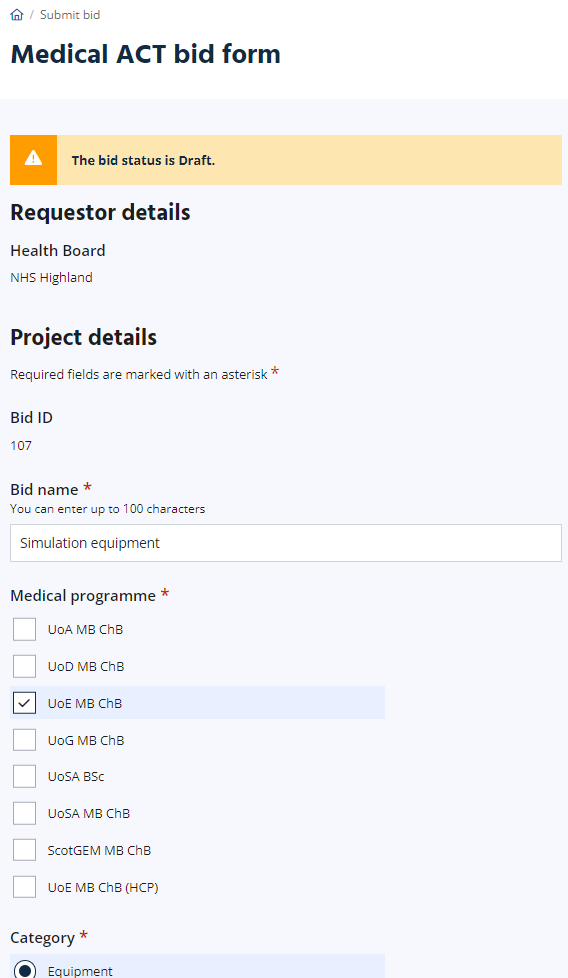 / Submit bid
Medical ACT bid form
The bid status is Draft.
Requestor details
Health Board
NHS Highland
Project details
Required fields are marked with an asterisk *
Bid ID
107
Bid name *
You can enter up to 100 characters
Simulation equipment
Medical programme *
UoA MB ChB
UoD MB ChB
UoE MB ChB
UoG MB ChB
UoSA BSc
UoSA MB ChB
ScotGEM MB ChB
UoE MB ChB (HCP)
Category *
Equipment